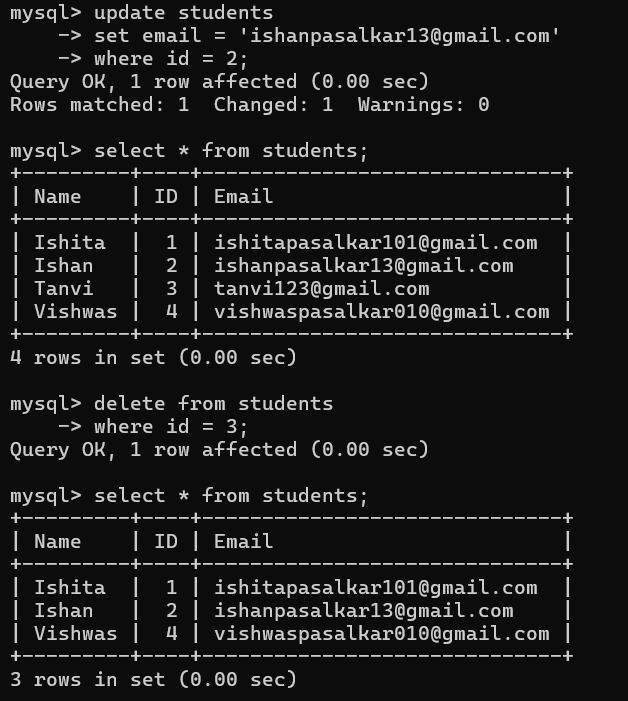 mysql> update students
    -> set email = 'ishanpasalkar13@gmail.com'
    -> where id = 2;
Query OK, 1 row affected (0.00 sec)
Rows matched: 1  Changed: 1  Warnings: 0

mysql> select * from students;
+---------+----+------------------------------+
| Name    | ID | Email                        |
+---------+----+------------------------------+
| Ishita  |  1 | ishitapasalkar101@gmail.com  |
| Ishan   |  2 | ishanpasalkar13@gmail.com    |
| Tanvi   |  3 | tanvi123@gmail.com           |
| Vishwas |  4 | vishwaspasalkar010@gmail.com |
+---------+----+------------------------------+
4 rows in set (0.00 sec)

mysql> delete from students
    -> where id = 3;
Query OK, 1 row affected (0.00 sec)

mysql> select * from students;
+---------+----+------------------------------+
| Name    | ID | Email                        |
+---------+----+------------------------------+
| Ishita  |  1 | ishitapasalkar101@gmail.com  |
| Ishan   |  2 | ishanpasalkar13@gmail.com    |
| Vishwas |  4 | vishwaspasalkar010@gmail.com |
+---------+----+------------------------------+
3 rows in set (0.00 sec)